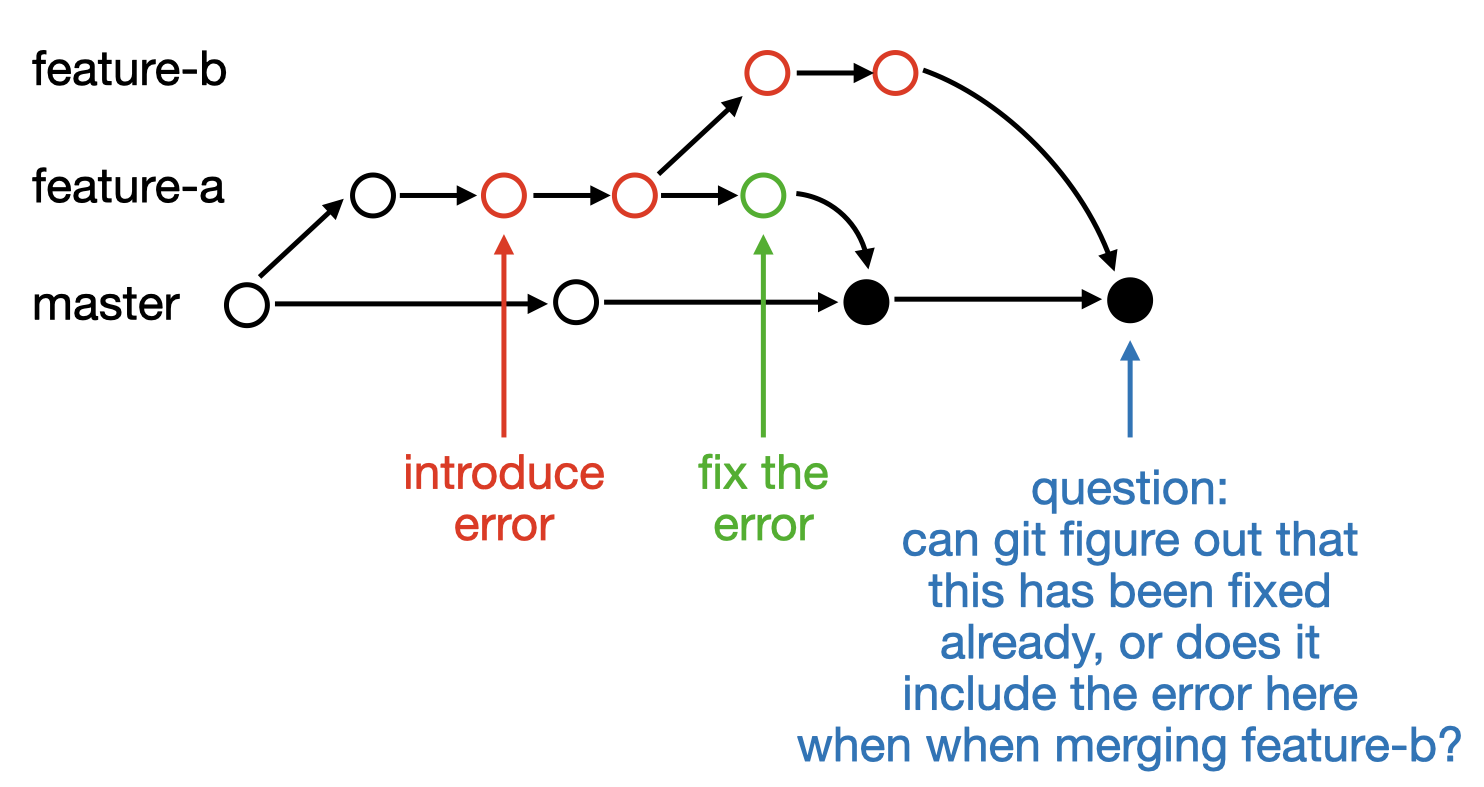 feature-b
feature-a
master
introduce
error
fix the
error
question:
can git figure out that
this has been fixed
already, or does it
include the error here
when when merging feature-b?